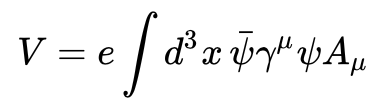 V = e ∫ d³x ψ̄γ^μψA_μ